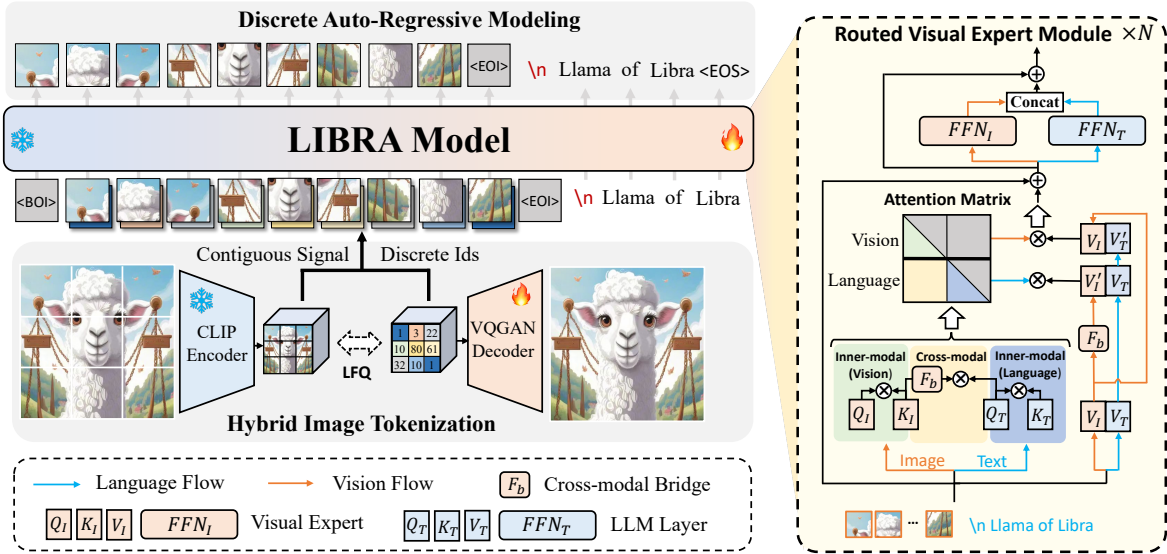 Discrete Auto-Regressive Modeling
<EOI> \n Llama of Libra <EOS>
LIBRA Model
<BOI> <EOI> \n Llama of Libra
Contiguous Signal Discrete Ids
CLIP
Encoder
LFQ
1 3 22
10 80 61
32 10 1
VQGAN
Decoder
Hybrid Image Tokenization
Language Flow Vision Flow F_b Cross-modal Bridge
Q_I K_I V_I FFN_I Visual Expert Q_T K_T V_T FFN_T LLM Layer
Routed Visual Expert Module ×N
Concat
FFN_I FFN_T
Attention Matrix
Vision V_I V'_T
Language V'_I V_T
F_b
Inner-modal
(Vision)
Cross-modal
Inner-modal
(Language)
F_b
Q_I K_I Q_T K_T V_I V_T
Image Text
... \n Llama of Libra